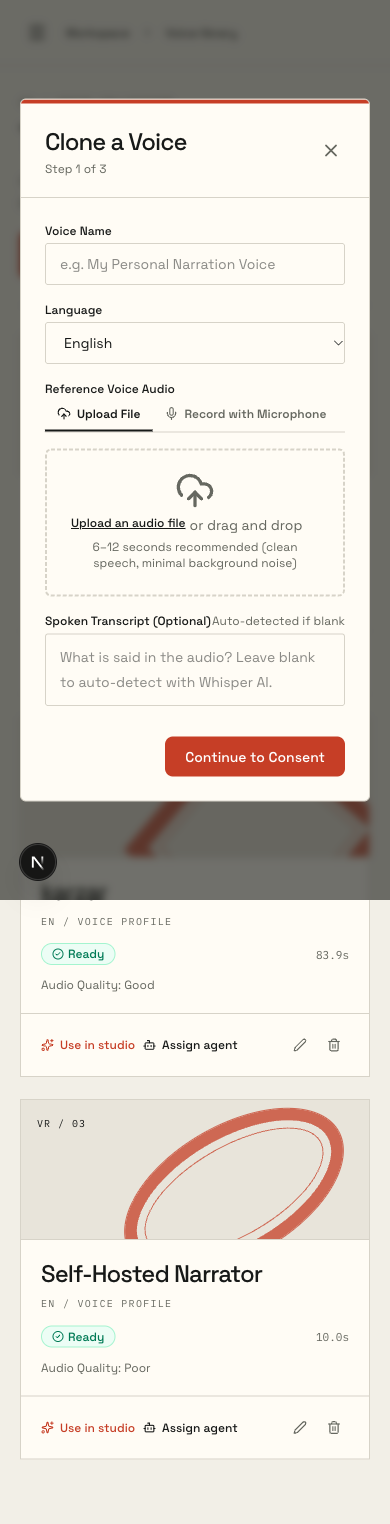 Clone a Voice
Step 1 of 3
Voice Name
e.g. My Personal Narration Voice
Language
English
Reference Voice Audio
Upload File
Record with Microphone
Upload an audio file or drag and drop
6–12 seconds recommended (clean
speech, minimal background noise)
Spoken Transcript (Optional) Auto-detected if blank
What is said in the audio? Leave blank
to auto-detect with Whisper AI.
Continue to Consent
N
EN / VOICE PROFILE
Ready
83.9s
Audio Quality: Good
Use in studio
Assign agent
VR / 03
Self-Hosted Narrator
EN / VOICE PROFILE
Ready
10.0s
Audio Quality: Poor
Use in studio
Assign agent